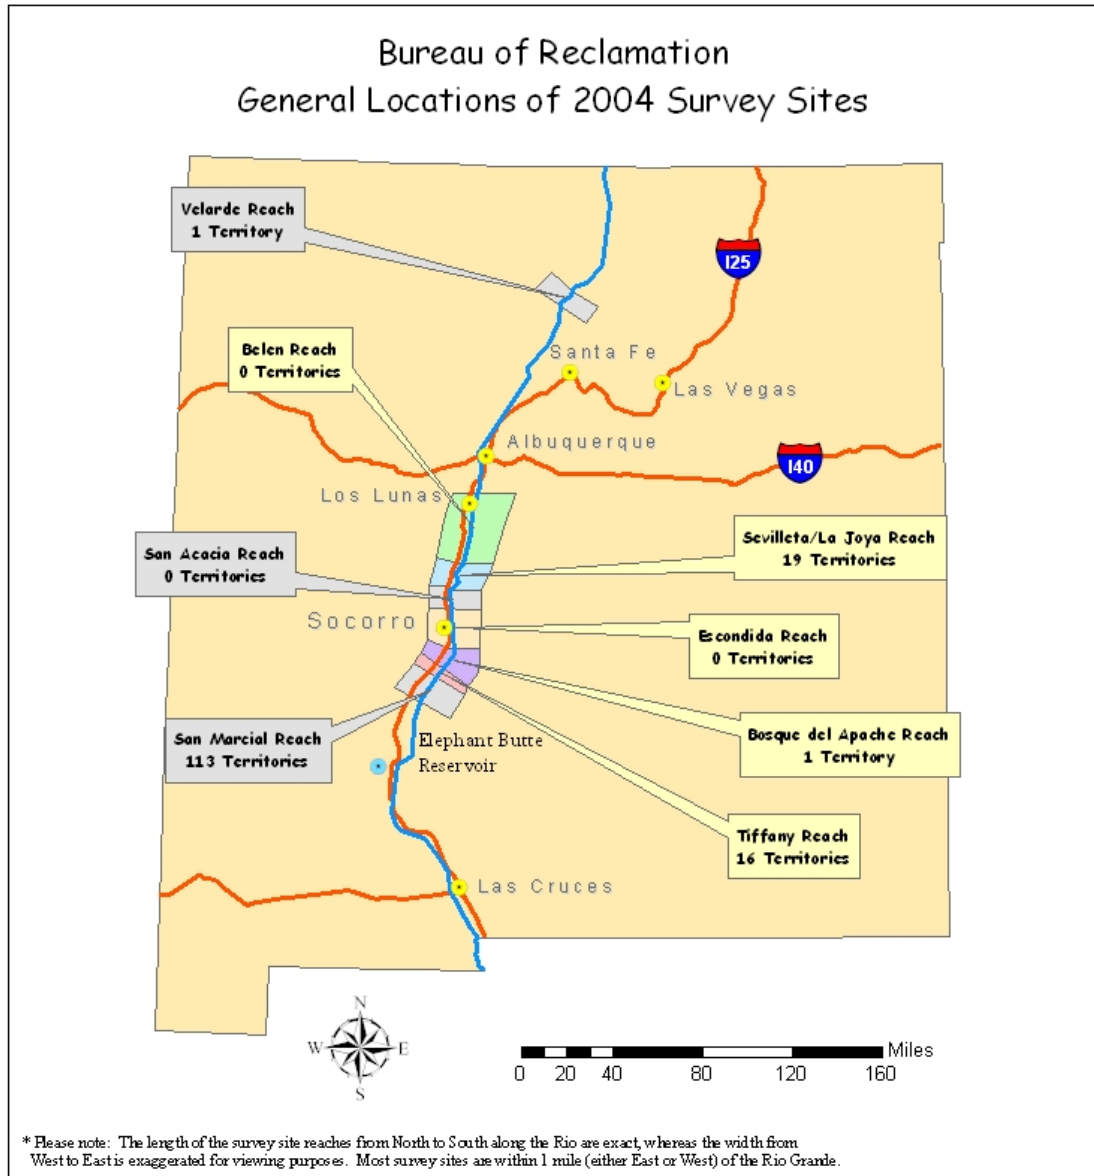 Bureau of Reclamation
General Locations of 2004 Survey Sites
Velarde Reach
1 Territory
I25
Belen Reach
0 Territories
Santa Fe
Las Vegas
Albuquerque
I40
Los Lunas
San Acacia Reach
0 Territories
Sevilleta/La Joya Reach
19 Territories
Socorro
Escondida Reach
0 Territories
San Marcial Reach
113 Territories
Elephant Butte
Reservoir
Bosque del Apache Reach
1 Territory
Tiffany Reach
16 Territories
Las Cruces
N
W E
S
Miles
0 20 40 80 120 160
* Please note: The length of the survey site reaches from North to South along the Rio are exact, whereas the width from
West to East is exaggerated for viewing purposes. Most survey sites are within 1 mile (either East or West) of the Rio Grande.